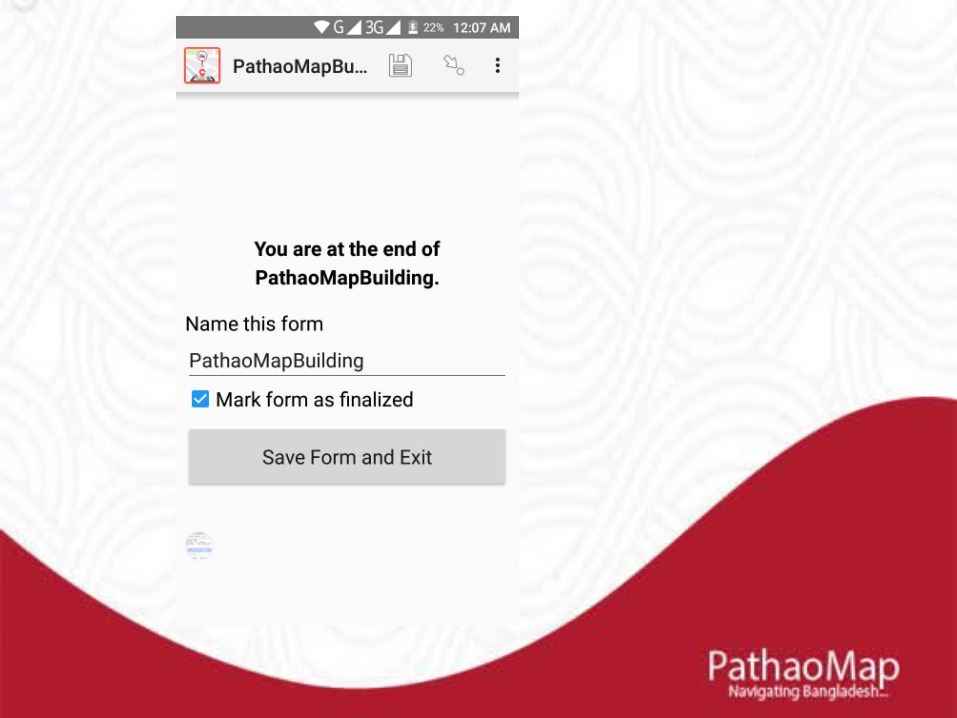 G 3G 22% 12:07 AM
PathaoMapBu...
You are at the end of
PathaoMapBuilding.
Name this form
PathaoMapBuilding
Mark form as finalized
Save Form and Exit
PathaoMap
Navigating Bangladesh...